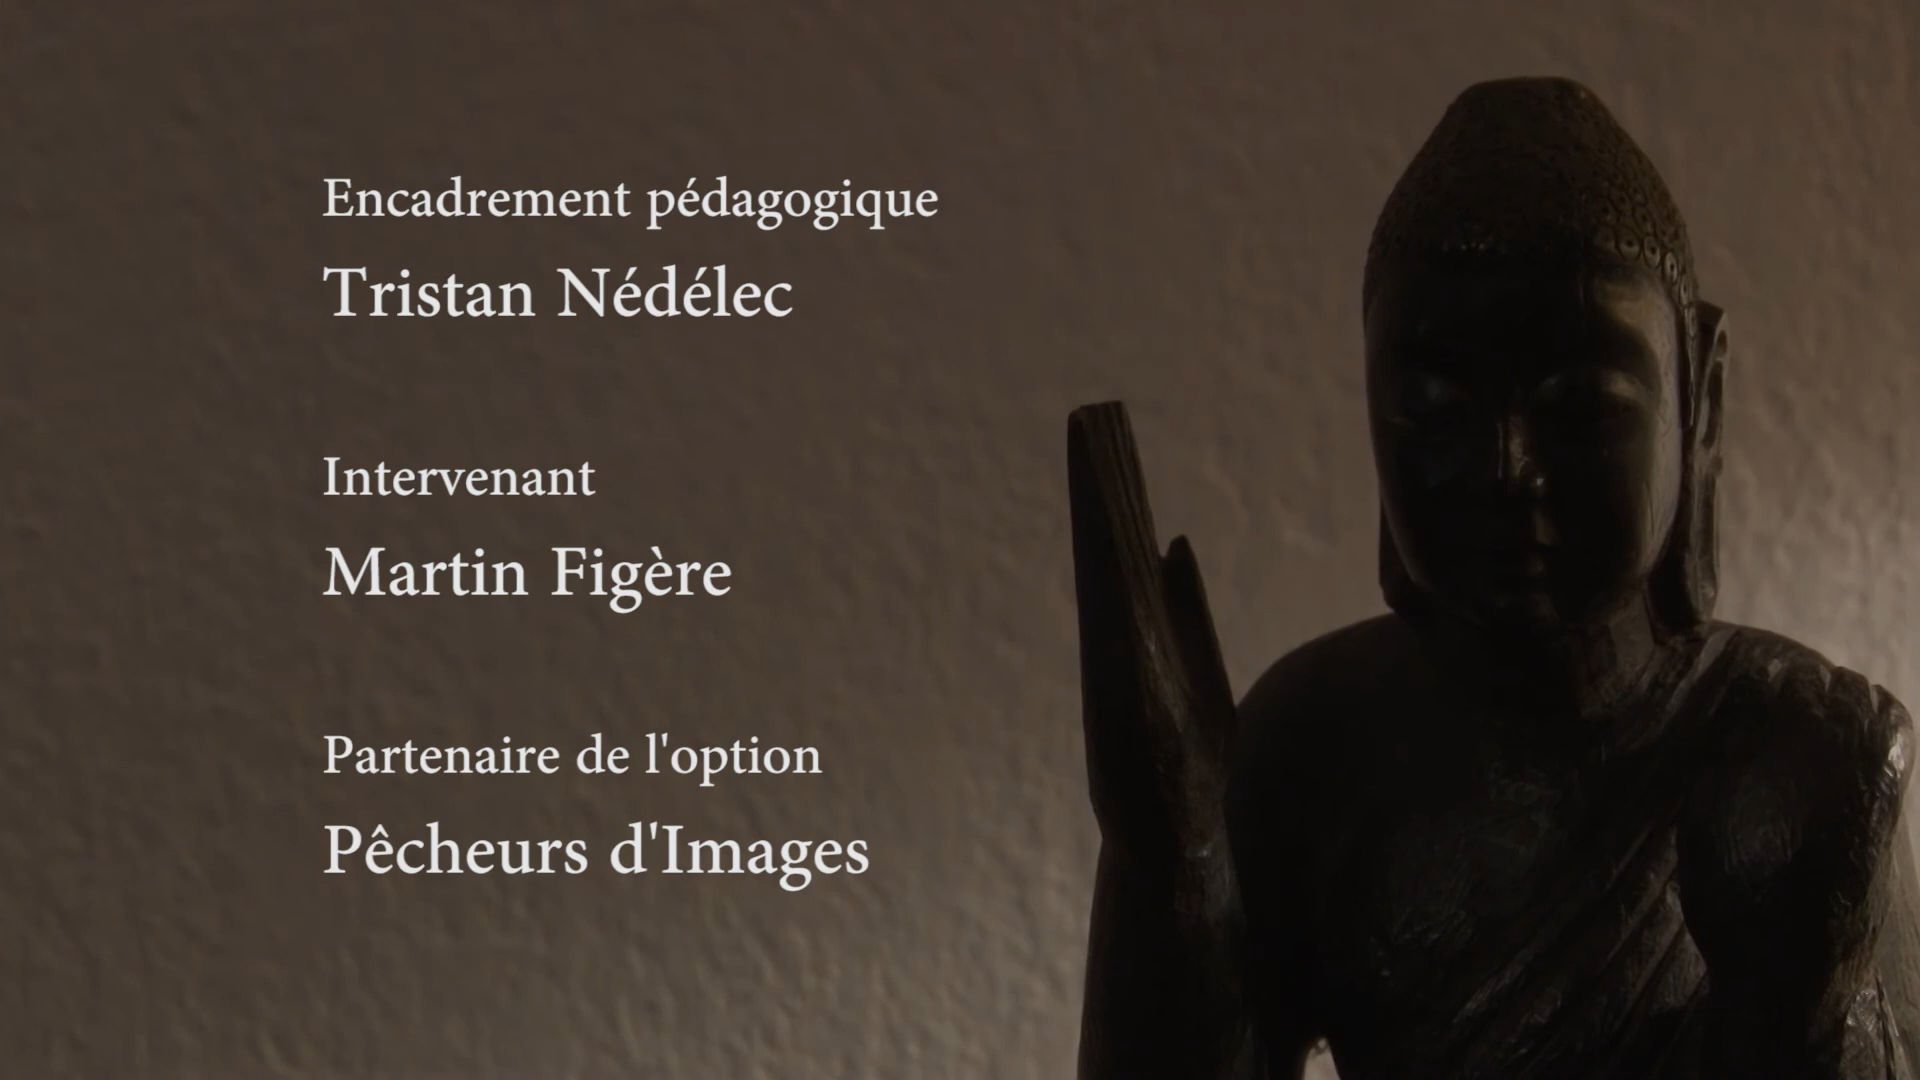 Encadrement pédagogique
Tristan Nédélec
Intervenant
Martin Figère
Partenaire de l'option
Pêcheurs d'Images